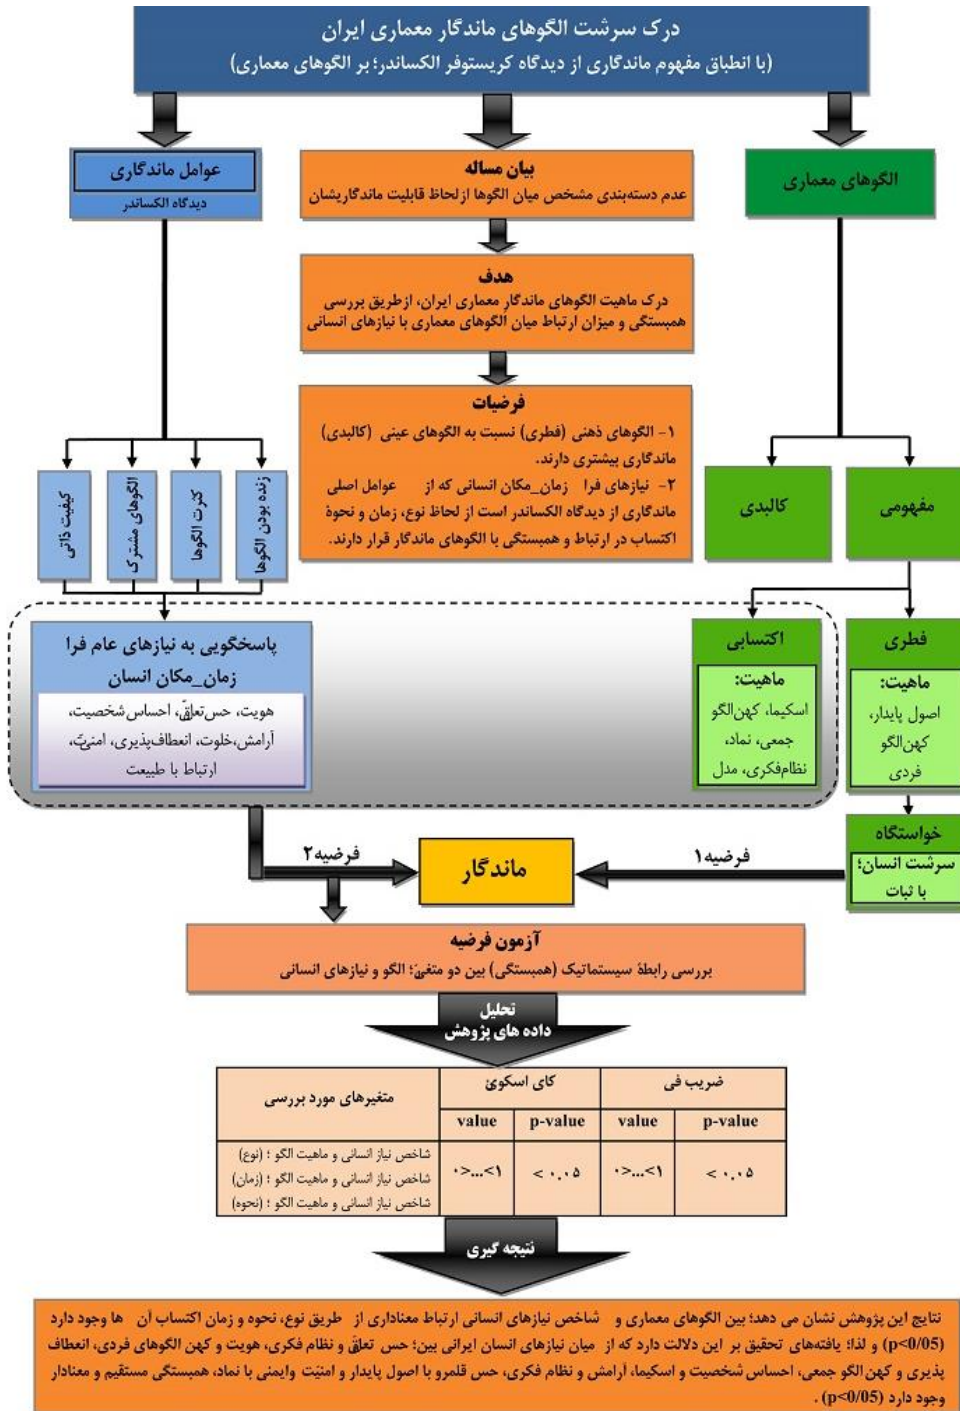 درک سرشت الگوهای ماندگار معماری ایران
(با انطباق مفهوم ماندگاری از دیدگاه کریستوفر الکساندر؛ بر الگوهای معماری)
الگوهای معماری
بیان مساله
عدم دسته‌بندی مشخص میان الگوها ازلحاظ قابلیت ماندگاریشان
عوامل ماندگاری
دیدگاه الکساندر
هدف
درک ماهیت الگوهای ماندگار معماری ایران، ازطریق بررسی
همبستگی و میزان ارتباط میان الگوهای معماری با نیازهای انسانی
فرضیات
۱- الگوهای ذهنی (فطری) نسبت به الگوهای عینی (کالبدی)
ماندگاری بیشتری دارند.
۲- نیازهای فرا زمان_مکان انسانی که از عوامل اصلی
ماندگاری از دیدگاه الکساندر است از لحاظ نوع، زمان و نحوۀ
اکتساب در ارتباط و همبستگی با الگوهای ماندگار قرار دارند.
مفهومی
کالبدی
زنده بودن الگوها
کثرت الگوها
الگوهای مشترک
کیفیت ذاتی
فطری
ماهیت:
اصول پایدار،
کهن‌الگو
فردی
اکتسابی
ماهیت:
اسکیما، کهن‌الگو
جمعی، نماد،
نظام‌فکری، مدل
پاسخگویی به نیازهای عام فرا
زمان_مکان انسان
هویت، حس‌تعلق، احساس‌شخصیت،
آرامش،خلوت، انعطاف‌پذیری، امنیت،
ارتباط با طبیعت
خواستگاه
سرشت انسان؛
با ثبات
فرضیه۱
ماندگار
فرضیه۲
آزمون فرضیه
بررسی رابطۀ سیستماتیک (همبستگی) بین دو متغیر؛ الگو و نیازهای انسانی
تحلیل
داده های پژوهش
متغیرهای مورد بررسی
کای اسکوئر
ضریب فی
value
p-value
value
p-value
شاخص نیاز انسانی و ماهیت الگو ؛ (نوع)
شاخص نیاز انسانی و ماهیت الگو ؛ (زمان)
شاخص نیاز انسانی و ماهیت الگو ؛ (نحوه)
۰>...<۱
< ۰,۰۵
۰>...<۱
< ۰,۰۵
نتیجه گیری
نتایج این پژوهش نشان می دهد؛ بین الگوهای معماری و شاخص نیازهای انسانی ارتباط معناداری از طریق نوع، نحوه و زمان اکتساب آن ها وجود دارد
(p<0/05) و لذا؛ یافته‌های تحقیق بر این دلالت دارد که از میان نیازهای انسان ایرانی بین؛ حس تعلق و نظام فکری، هویت و کهن الگوهای فردی، انعطاف
پذیری و کهن‌الگو جمعی، احساس شخصیت و اسکیما، آرامش و نظام فکری، حس قلمرو با اصول پایدار و امنیت وایمنی با نماد، همبستگی مستقیم و معنادار
وجود دارد (p<0/05) .